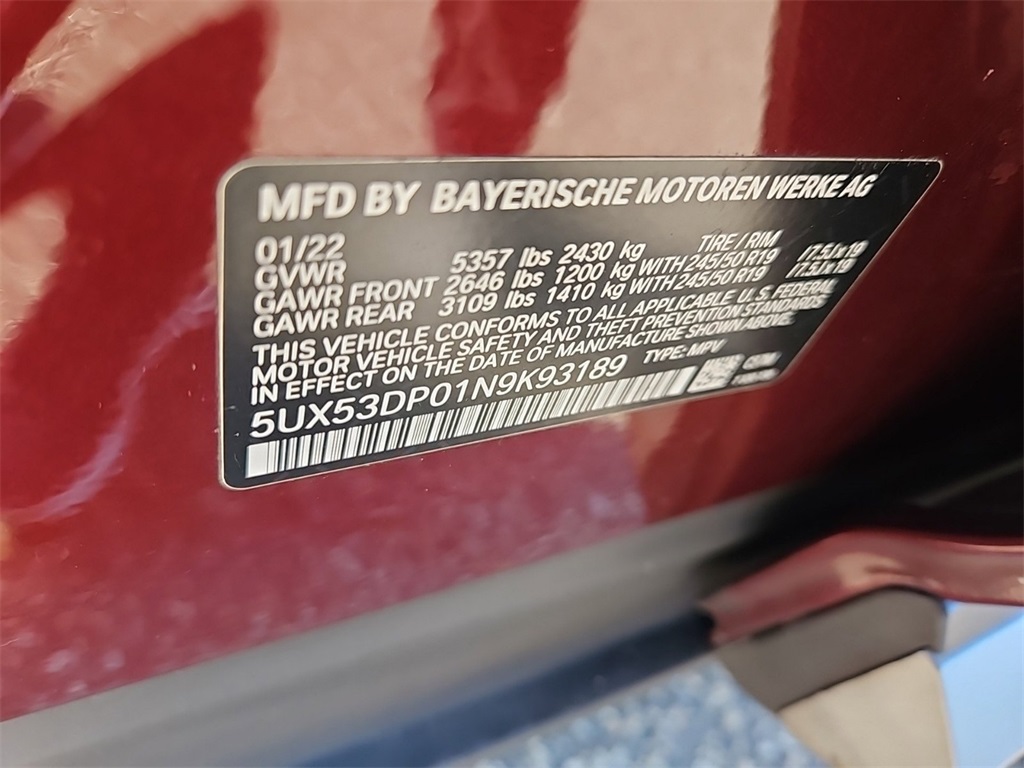 MFD BY BAYERISCHE MOTOREN WERKE AG
01/22 TIRE / RIM
GVWR 5357 lbs 2430 kg
GAWR FRONT 2646 lbs 1200 kg WITH 245/50 R19 /7.5Jx19
GAWR REAR 3109 lbs 1410 kg WITH 245/50 R19 /7.5Jx19
THIS VEHICLE CONFORMS TO ALL APPLICABLE U.S. FEDERAL
MOTOR VEHICLE SAFETY AND THEFT PREVENTION STANDARDS
IN EFFECT ON THE DATE OF MANUFACTURE SHOWN ABOVE.
5UX53DP01N9K93189 TYPE: MPV